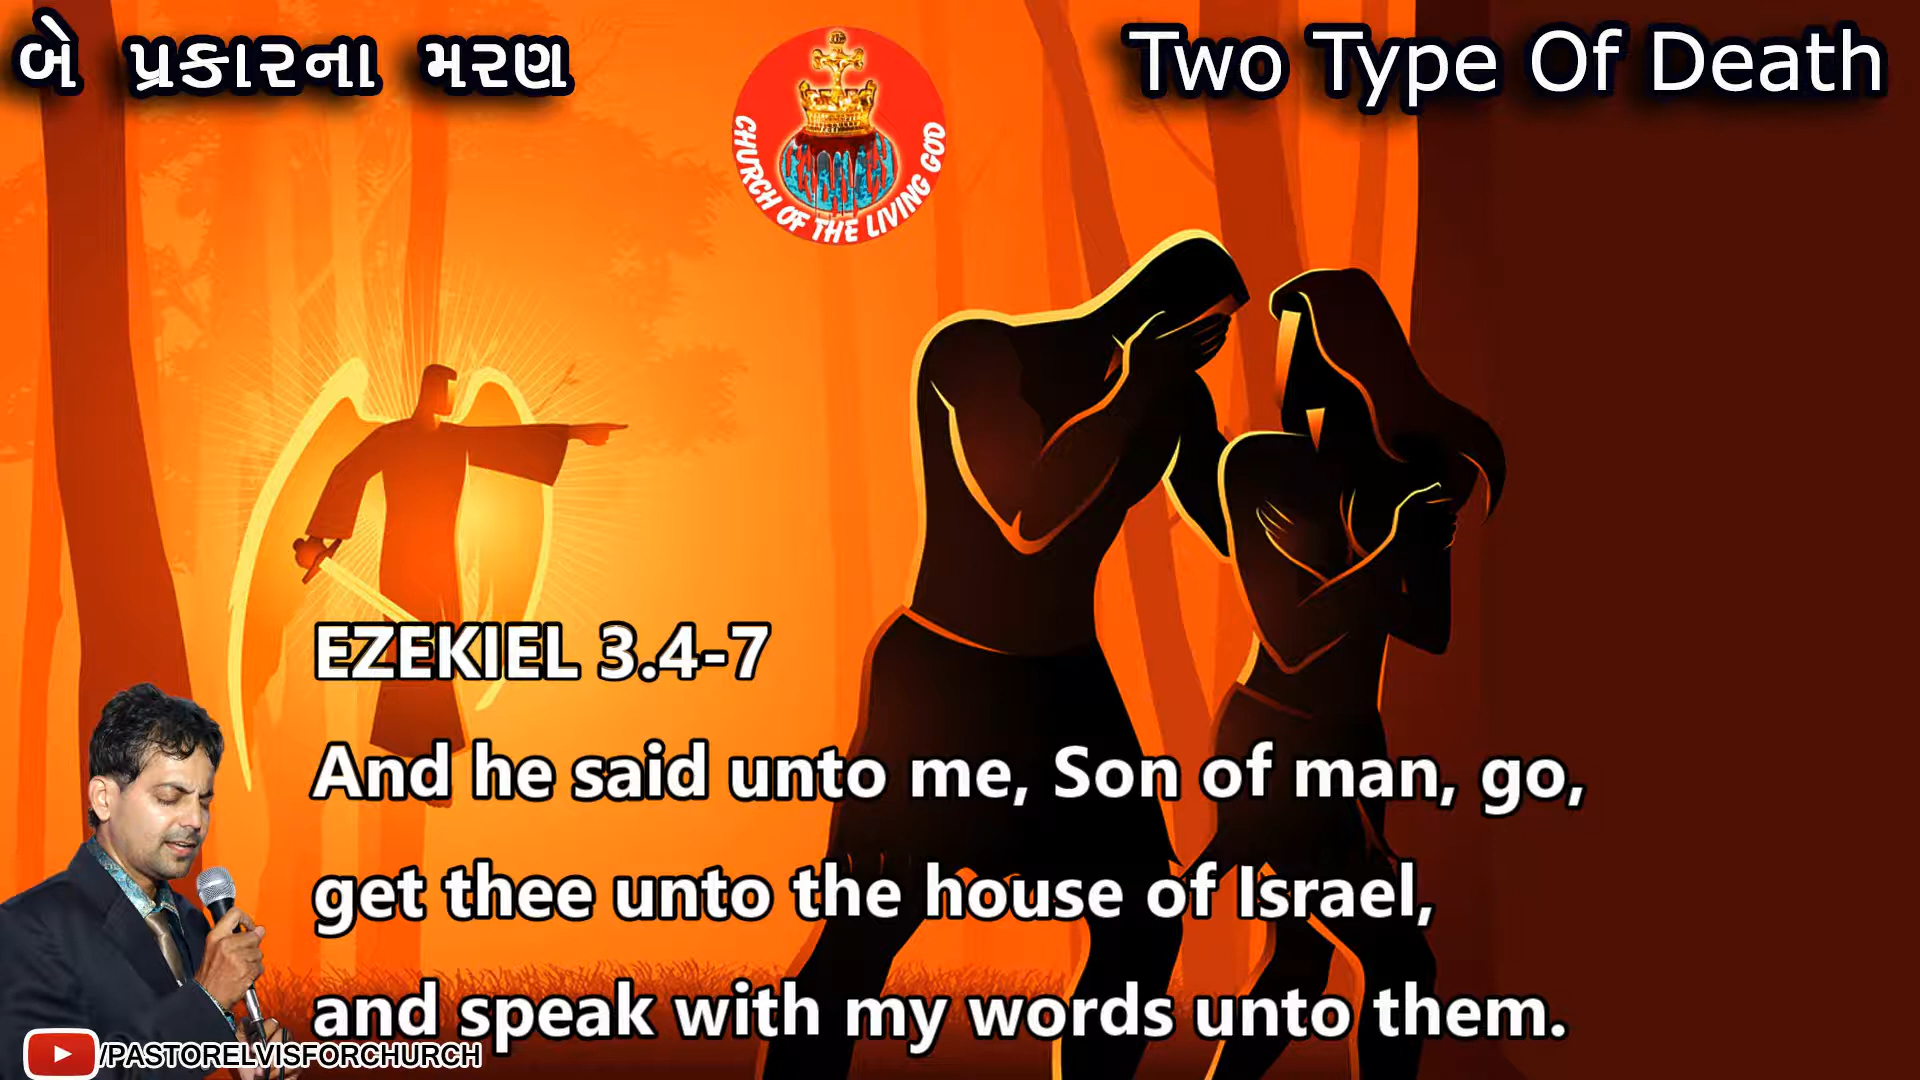 બે પ્રકારના મરણ
Two Type Of Death
CHURCH OF THE LIVING GOD
EZEKIEL 3.4-7
And he said unto me, Son of man, go,
get thee unto the house of Israel,
and speak with my words unto them.
/PASTORELVISFORCHURCH